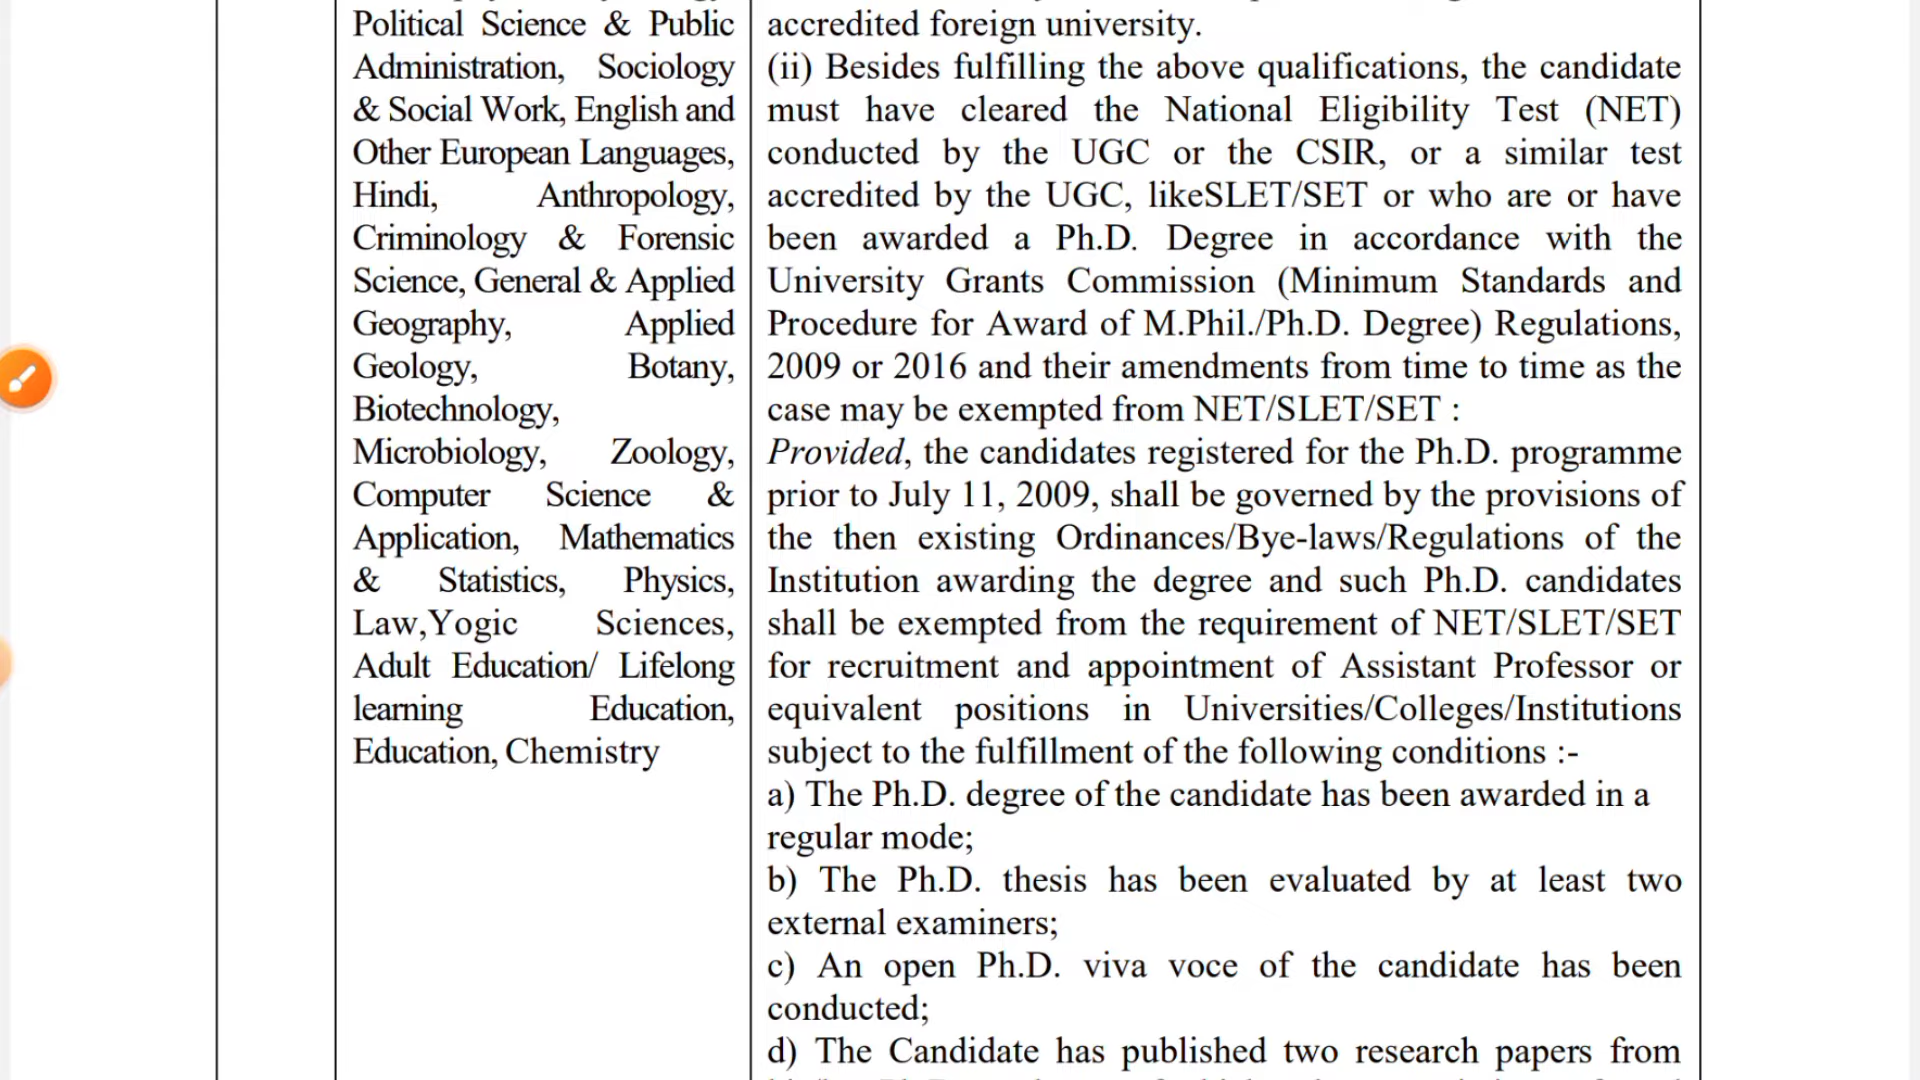 Political Science & Public
Administration, Sociology
& Social Work, English and
Other European Languages,
Hindi, Anthropology,
Criminology & Forensic
Science, General & Applied
Geography, Applied
Geology, Botany,
Biotechnology,
Microbiology, Zoology,
Computer Science &
Application, Mathematics
& Statistics, Physics,
Law,Yogic Sciences,
Adult Education/ Lifelong
learning Education,
Education, Chemistry
accredited foreign university.
(ii) Besides fulfilling the above qualifications, the candidate
must have cleared the National Eligibility Test (NET)
conducted by the UGC or the CSIR, or a similar test
accredited by the UGC, likeSLET/SET or who are or have
been awarded a Ph.D. Degree in accordance with the
University Grants Commission (Minimum Standards and
Procedure for Award of M.Phil./Ph.D. Degree) Regulations,
2009 or 2016 and their amendments from time to time as the
case may be exempted from NET/SLET/SET :
Provided, the candidates registered for the Ph.D. programme
prior to July 11, 2009, shall be governed by the provisions of
the then existing Ordinances/Bye-laws/Regulations of the
Institution awarding the degree and such Ph.D. candidates
shall be exempted from the requirement of NET/SLET/SET
for recruitment and appointment of Assistant Professor or
equivalent positions in Universities/Colleges/Institutions
subject to the fulfillment of the following conditions :-
a) The Ph.D. degree of the candidate has been awarded in a
regular mode;
b) The Ph.D. thesis has been evaluated by at least two
external examiners;
c) An open Ph.D. viva voce of the candidate has been
conducted;
d) The Candidate has published two research papers from